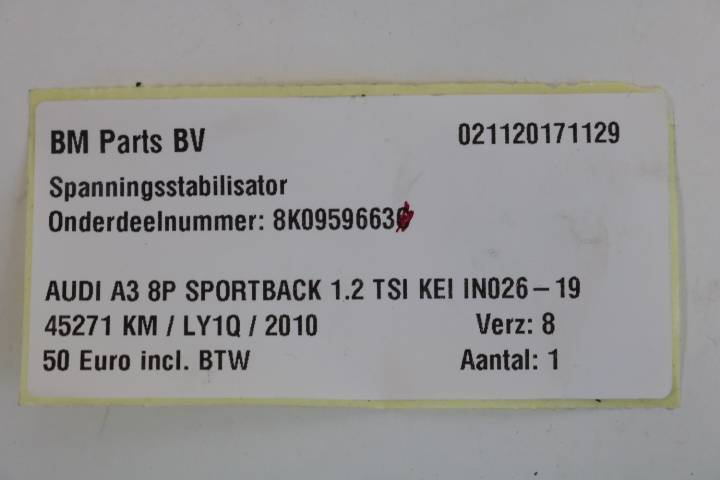 BM Parts BV 021120171129
Spanningsstabilisator
Onderdeelnummer: 8K0959663
AUDI A3 8P SPORTBACK 1.2 TSI KEI IN026-19
45271 KM / LY1Q / 2010 Verz: 8
50 Euro incl. BTW Aantal: 1